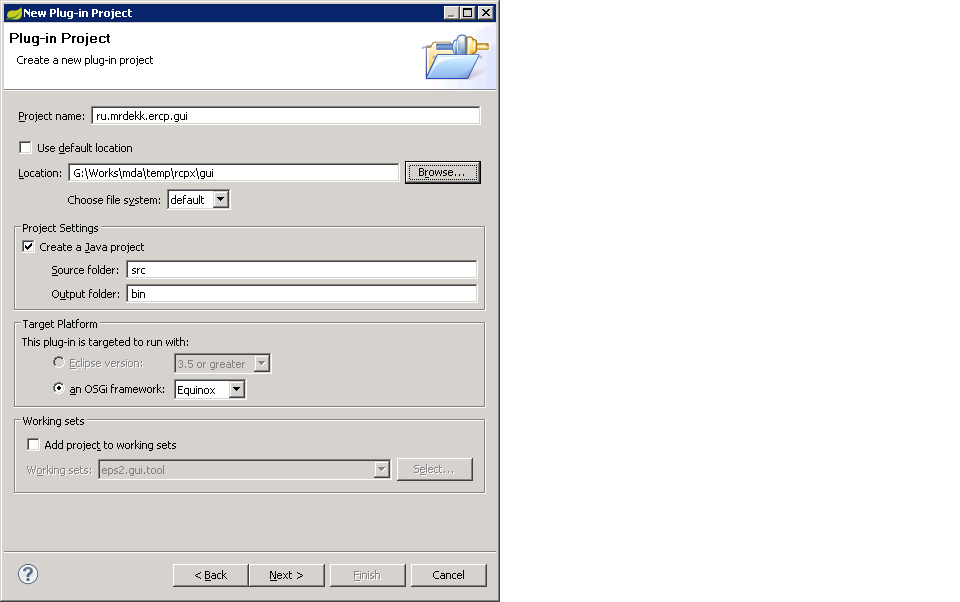 New Plug-in Project
Plug-in Project
Create a new plug-in project
Project name: ru.mrdekk.ercp.gui
Use default location
Location: G:\Works\mda\temp\rcpx\gui Browse...
Choose file system: default
Project Settings
Create a Java project
Source folder: src
Output folder: bin
Target Platform
This plug-in is targeted to run with:
Eclipse version: 3.5 or greater
an OSGi framework: Equinox
Working sets
Add project to working sets
Working sets: eps2.gui.tool Select...
? < Back Next > Finish Cancel